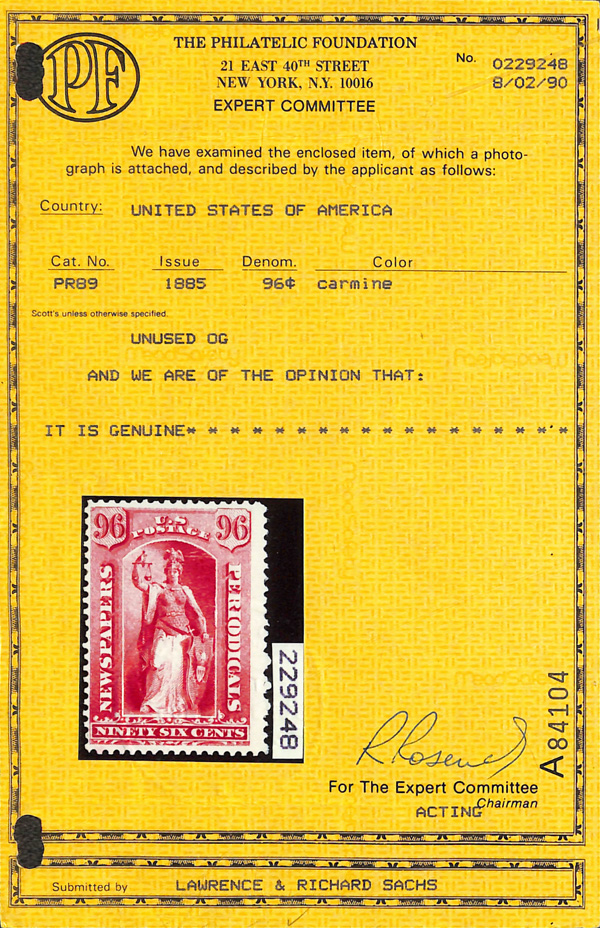 PF
THE PHILATELIC FOUNDATION
21 EAST 40TH STREET
NEW YORK, N.Y. 10016
EXPERT COMMITTEE
No. 0229248
8/02/90
We have examined the enclosed item, of which a photo-
graph is attached, and described by the applicant as follows:
Country: UNITED STATES OF AMERICA
Cat. No. Issue Denom. Color
PR89 1885 96¢ carmine
Scott's unless otherwise specified.
UNUSED OG
AND WE ARE OF THE OPINION THAT:
IT IS GENUINE* * * * * * * * * * * * * * * * * *
96 U.S. 96
POSTAGE
NEWSPAPERS
PERIODICALS
NINETY SIX CENTS
229248
A 84104
For The Expert Committee
Chairman
ACTING
Submitted by LAWRENCE & RICHARD SACHS